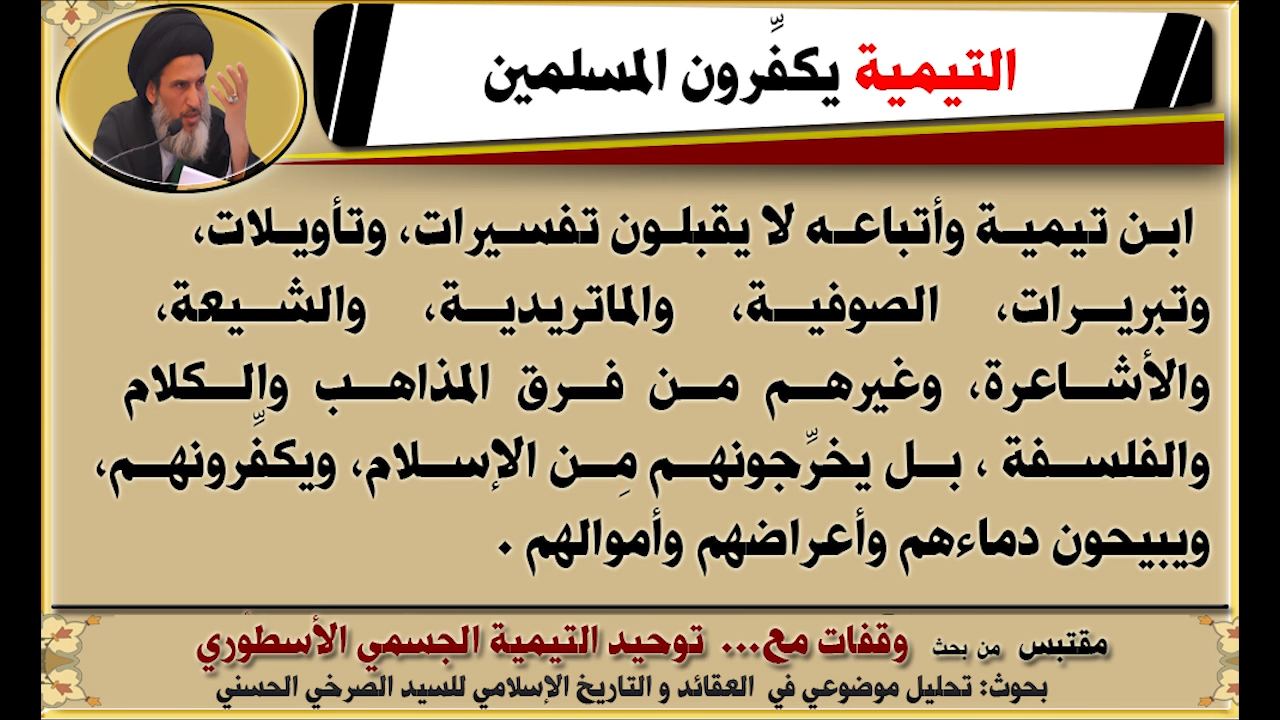 التيمية يكفِّرون المسلمين
ابن تيمية وأتباعه لا يقبلون تفسيرات، وتأويلات،
وتبريرات، الصوفية، والماتريدية، والشيعة،
والأشاعرة، وغيرهم من فرق المذاهب والكلام
والفلسفة ، بل يخرِّجونهم مِن الإسلام، ويكفِّرونهم،
ويبيحون دماءهم وأعراضهم وأموالهم .
مقتبس من بحث وقفات مع... توحيد التيمية الجسمي الأسطوري
بحوث: تحليل موضوعي في العقائد و التاريخ الإسلامي للسيد الصرخي الحسني